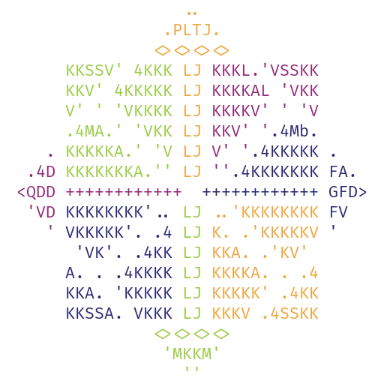 ..
.PLTJ.
<><><><>
KKSSV' 4KKK LJ KKKL.'VSSKK
KKV' 4KKKKK LJ KKKKAL 'VKK
V' ' 'VKKKK LJ KKKKV' ' 'V
.4MA.' 'VKK LJ KKV' '.4Mb.
. KKKKKA.' 'V LJ V' '.4KKKKK .
.4D KKKKKKKA.'' LJ ''.4KKKKKKK FA.
<QDD ++++++++++++ ++++++++++++ GFD>
'VD KKKKKKKK'.. LJ ..'KKKKKKKK FV
' VKKKKK'. .4 LJ K. .'KKKKKV '
'VK'. .4KK LJ KKA. .'KV'
A. . .4KKKK LJ KKKKA. . .4
KKA. 'KKKKK LJ KKKKK' .4KK
KKSSA. VKKK LJ KKKV .4SSKK
<><><><>
'MKKM'
''